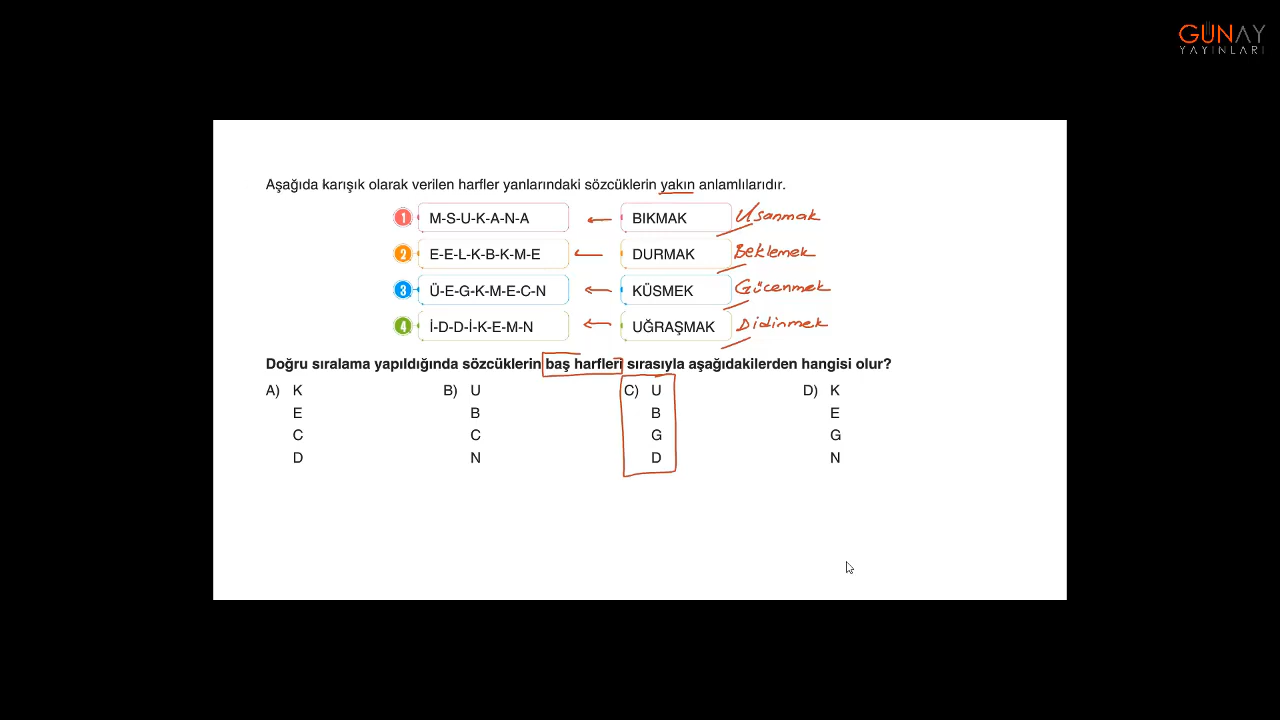 GÜNAY
YAYINLARI
Aşağıda karışık olarak verilen harfler yanlarındaki sözcüklerin yakın anlamlılarıdır.
1 M-S-U-K-A-N-A BIKMAK Usanmak
2 E-E-L-K-B-K-M-E DURMAK Beklemek
3 Ü-E-G-K-M-E-C-N KÜSMEK Gücenmek
4 İ-D-D-İ-K-E-M-N UĞRAŞMAK Didinmek
Doğru sıralama yapıldığında sözcüklerin baş harfleri sırasıyla aşağıdakilerden hangisi olur?
A) K B) U C) U D) K
E B B E
C C G G
D N D N